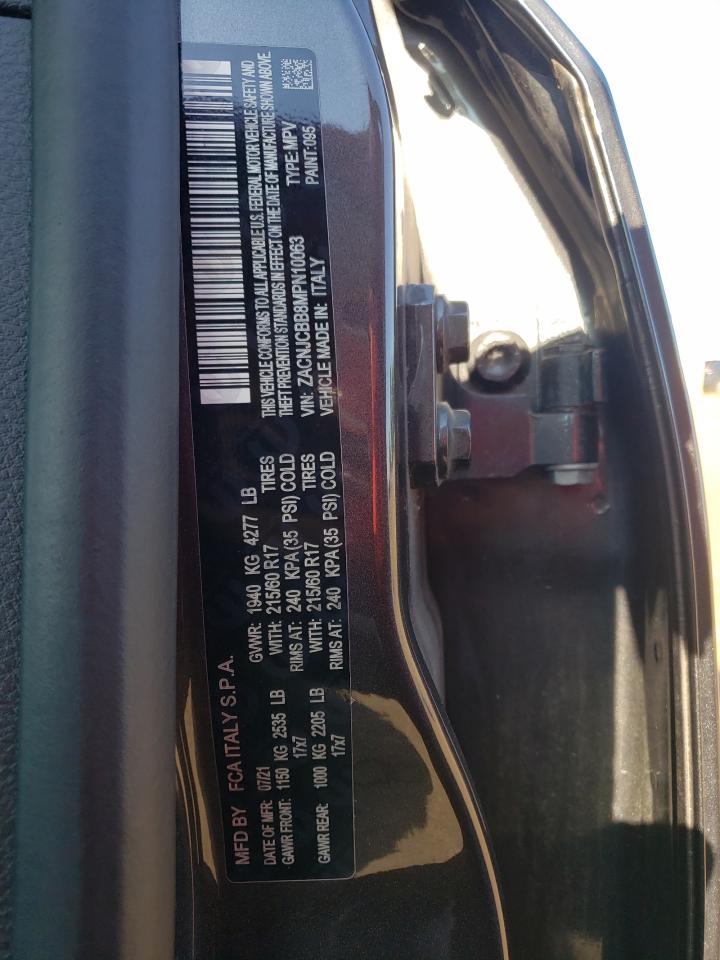 MFD BY FCA ITALY S.P.A.
DATE OF MFR: 07/21 GVWR: 1940 KG 4277 LB
GAWR FRONT: 1150 KG 2535 LB WITH: 215/60 R17 TIRES
17x7 RIMS AT: 240 KPA(35 PSI) COLD
GAWR REAR: 1000 KG 2205 LB WITH: 215/60 R17 TIRES
17x7 RIMS AT: 240 KPA(35 PSI) COLD
THIS VEHICLE CONFORMS TO ALL APPLICABLE U.S. FEDERAL MOTOR VEHICLE SAFETY AND
THEFT PREVENTION STANDARDS IN EFFECT ON THE DATE OF MANUFACTURE SHOWN ABOVE.
VIN: ZACNJCBB8MPN10063 TYPE: MPV
VEHICLE MADE IN: ITALY PAINT: 095